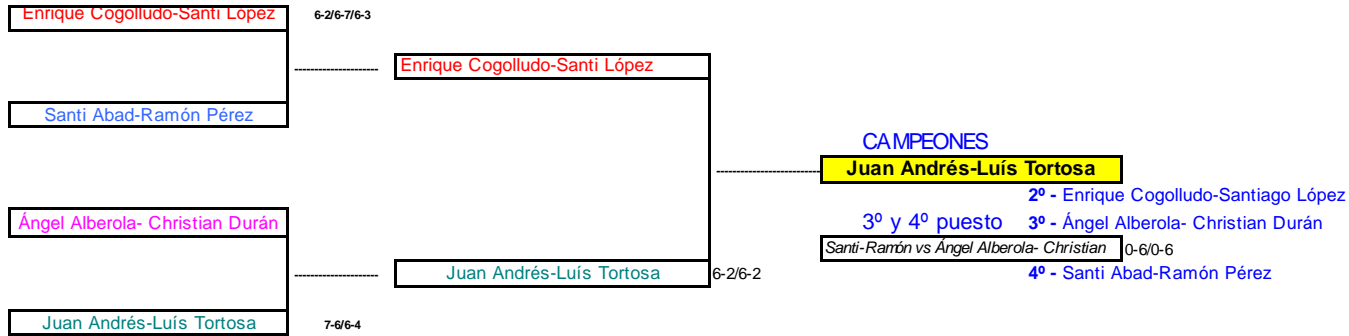 Enrique Cogolludo-Santi López 6-2/6-7/6-3
Enrique Cogolludo-Santi López
Santi Abad-Ramón Pérez
CAMPEONES
Juan Andrés-Luís Tortosa
2º - Enrique Cogolludo-Santiago López
Ángel Alberola- Christian Durán
3º y 4º puesto 3º - Ángel Alberola- Christian Durán
Santi-Ramón vs Ángel Alberola- Christian 0-6/0-6
Juan Andrés-Luís Tortosa 6-2/6-2
4º - Santi Abad-Ramón Pérez
Juan Andrés-Luís Tortosa 7-6/6-4